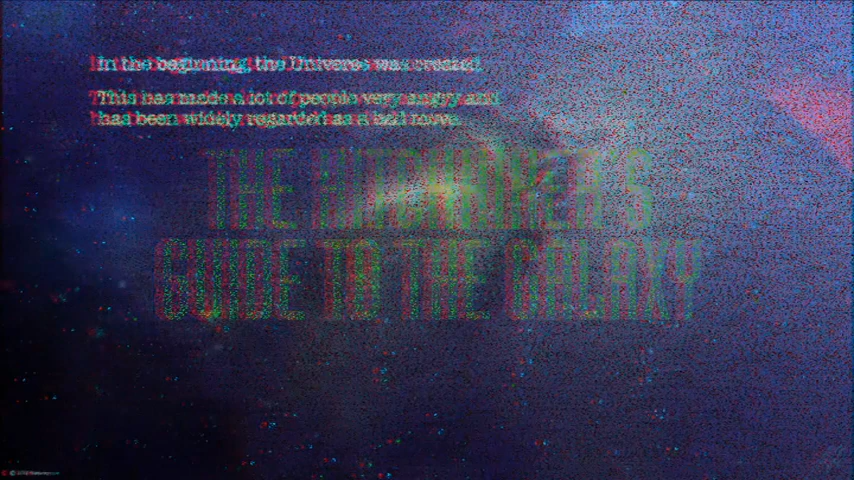 In the beginning the Universe was created.
This has made a lot of people very angry and
has been widely regarded as a bad move.
THE HITCHHIKER'S
GUIDE TO THE GALAXY